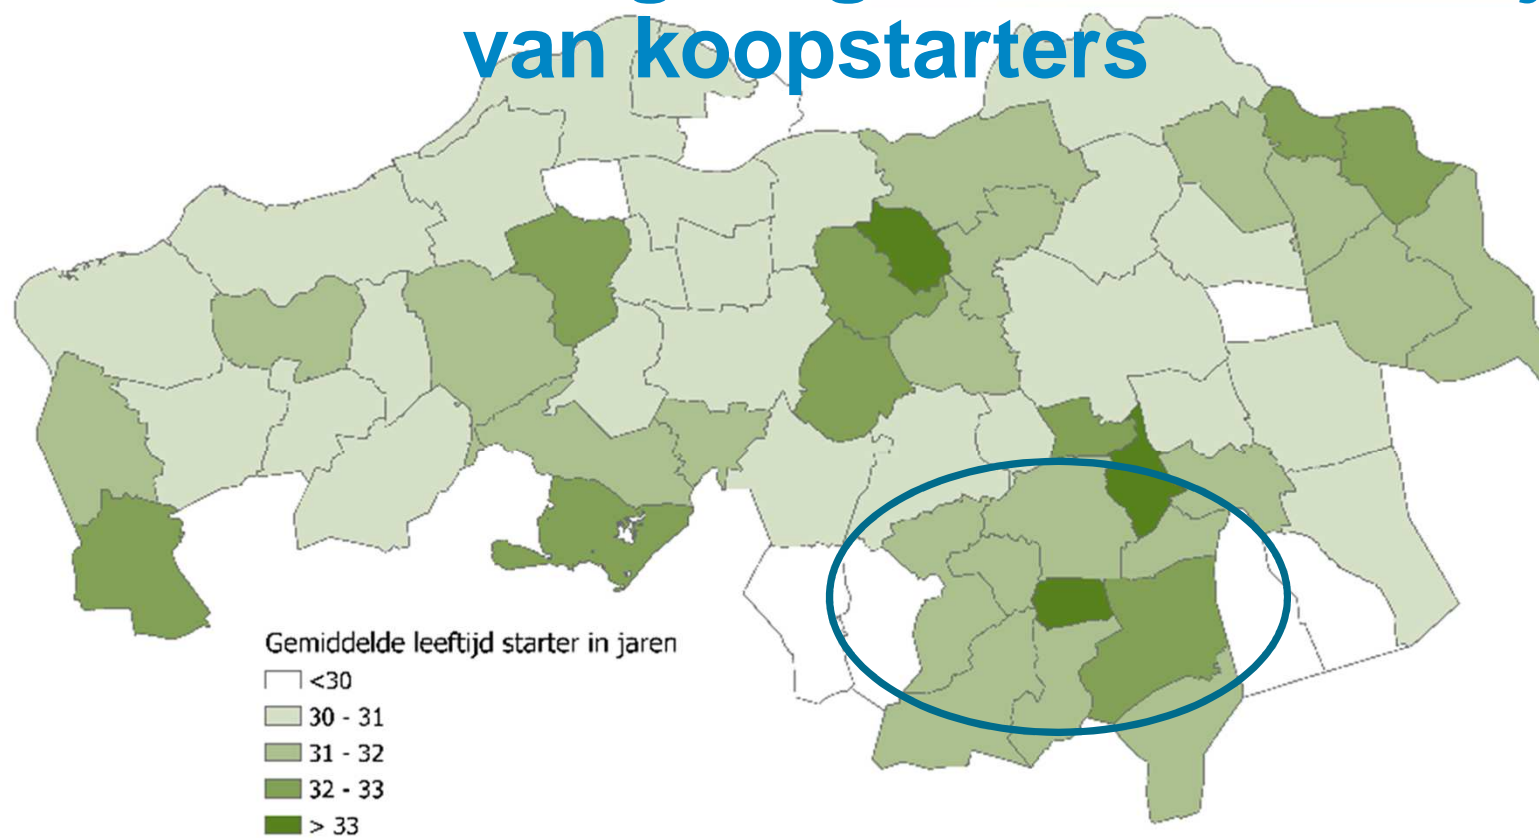 van koopstarters
Gemiddelde leeftijd starter in jaren
<30
30 - 31
31 - 32
32 - 33
> 33